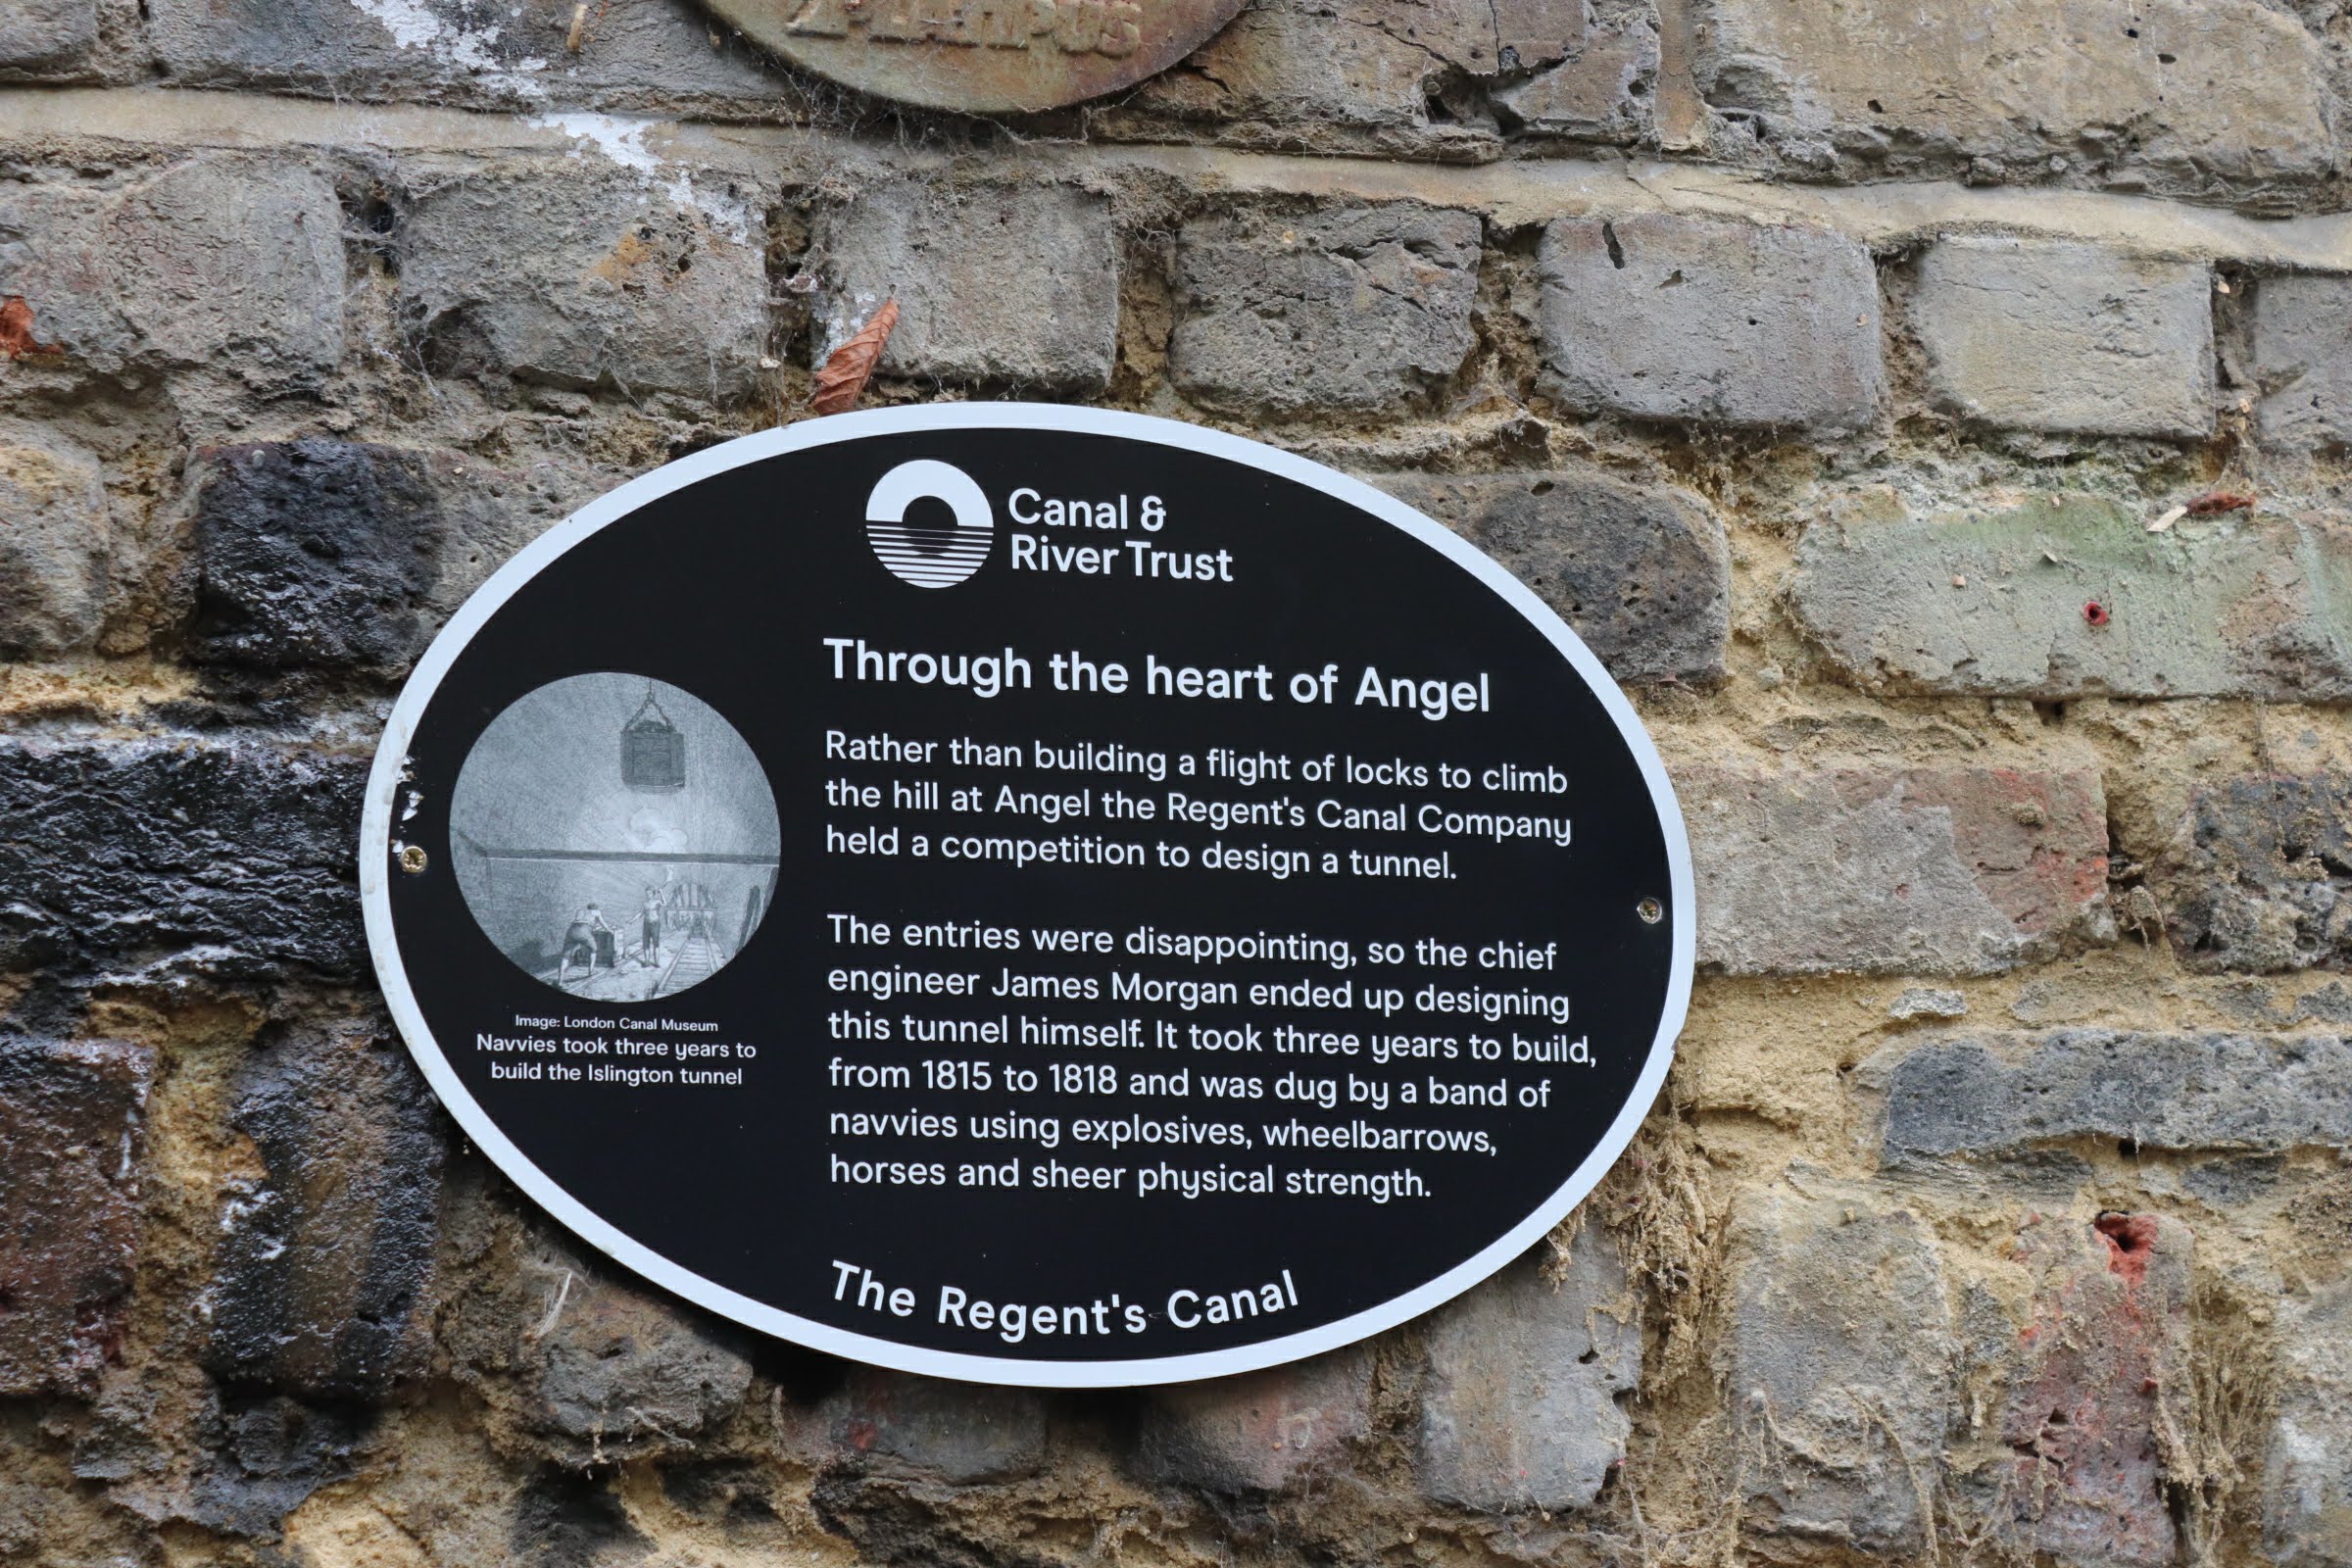 Canal &
River Trust
Through the heart of Angel
Rather than building a flight of locks to climb
the hill at Angel the Regent's Canal Company
held a competition to design a tunnel.
The entries were disappointing, so the chief
engineer James Morgan ended up designing
this tunnel himself. It took three years to build,
from 1815 to 1818 and was dug by a band of
navvies using explosives, wheelbarrows,
horses and sheer physical strength.
Image: London Canal Museum
Navvies took three years to
build the Islington tunnel
The Regent's Canal